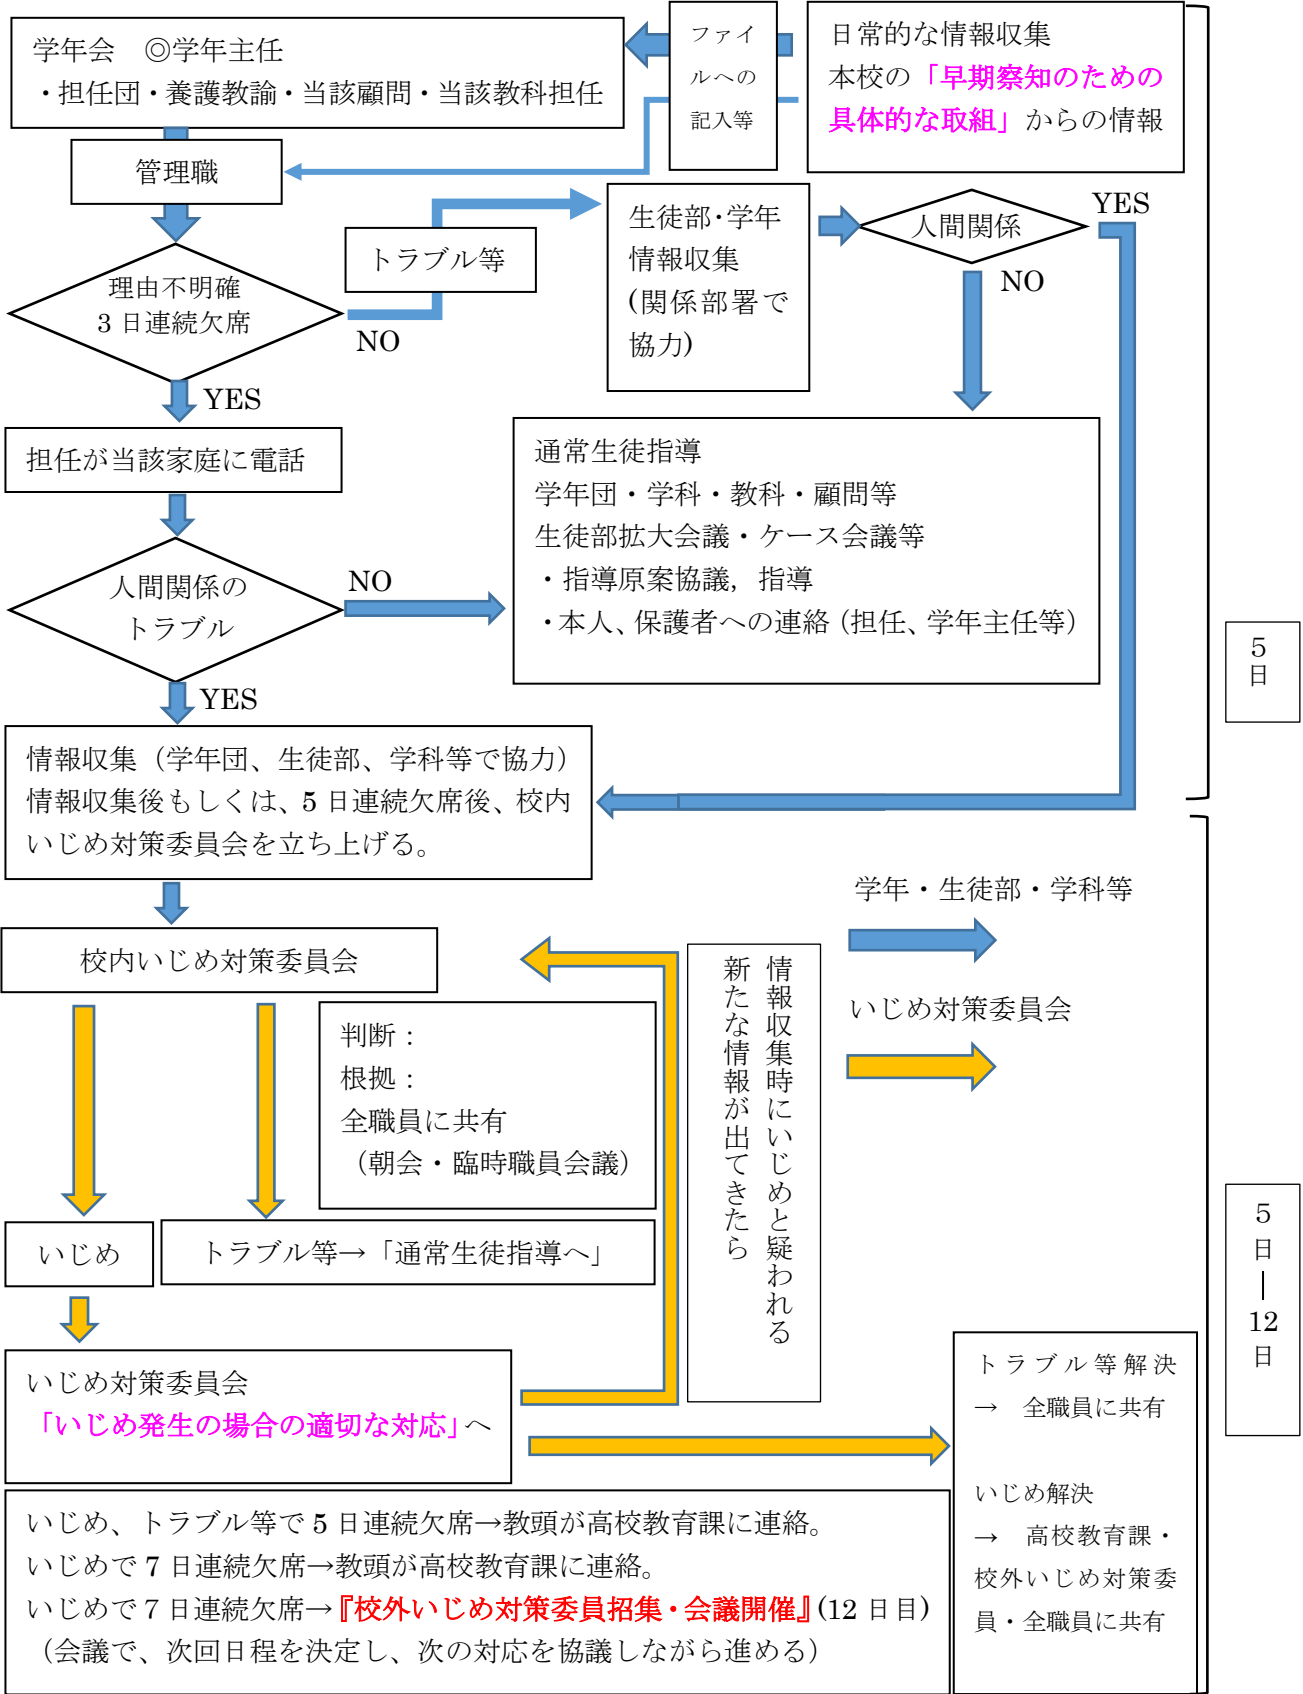 学年会　◎学年主任
・担任団・養護教諭・当該顧問・当該教科担任
ファイ
ルへの
記入等
日常的な情報収集
本校の「早期察知のための
具体的な取組」からの情報
管理職
トラブル等
生徒部・学年
情報収集
(関係部署で
協力)
人間関係
YES
NO
理由不明確
3 日連続欠席
NO
YES
担任が当該家庭に電話
通常生徒指導
学年団・学科・教科・顧問等
生徒部拡大会議・ケース会議等
・指導原案協議，指導
・本人、保護者への連絡（担任、学年主任等）
人間関係の
トラブル
NO
YES
5
日
情報収集（学年団、生徒部、学科等で協力）
情報収集後もしくは、5 日連続欠席後、校内
いじめ対策委員会を立ち上げる。
学年・生徒部・学科等
いじめ対策委員会
校内いじめ対策委員会
判断：
根拠：
全職員に共有
（朝会・臨時職員会議）
情報収集時にいじめと疑われる
新たな情報が出てきたら
いじめ
トラブル等→「通常生徒指導へ」
5
日
｜
12
日
いじめ対策委員会
「いじめ発生の場合の適切な対応」へ
トラブル等解決
→　全職員に共有
いじめ解決
→　高校教育課・
校外いじめ対策委
員・全職員に共有
いじめ、トラブル等で 5 日連続欠席→教頭が高校教育課に連絡。
いじめで 7 日連続欠席→教頭が高校教育課に連絡。
いじめで 7 日連続欠席→『校外いじめ対策委員招集・会議開催』(12 日目)
（会議で、次回日程を決定し、次の対応を協議しながら進める）